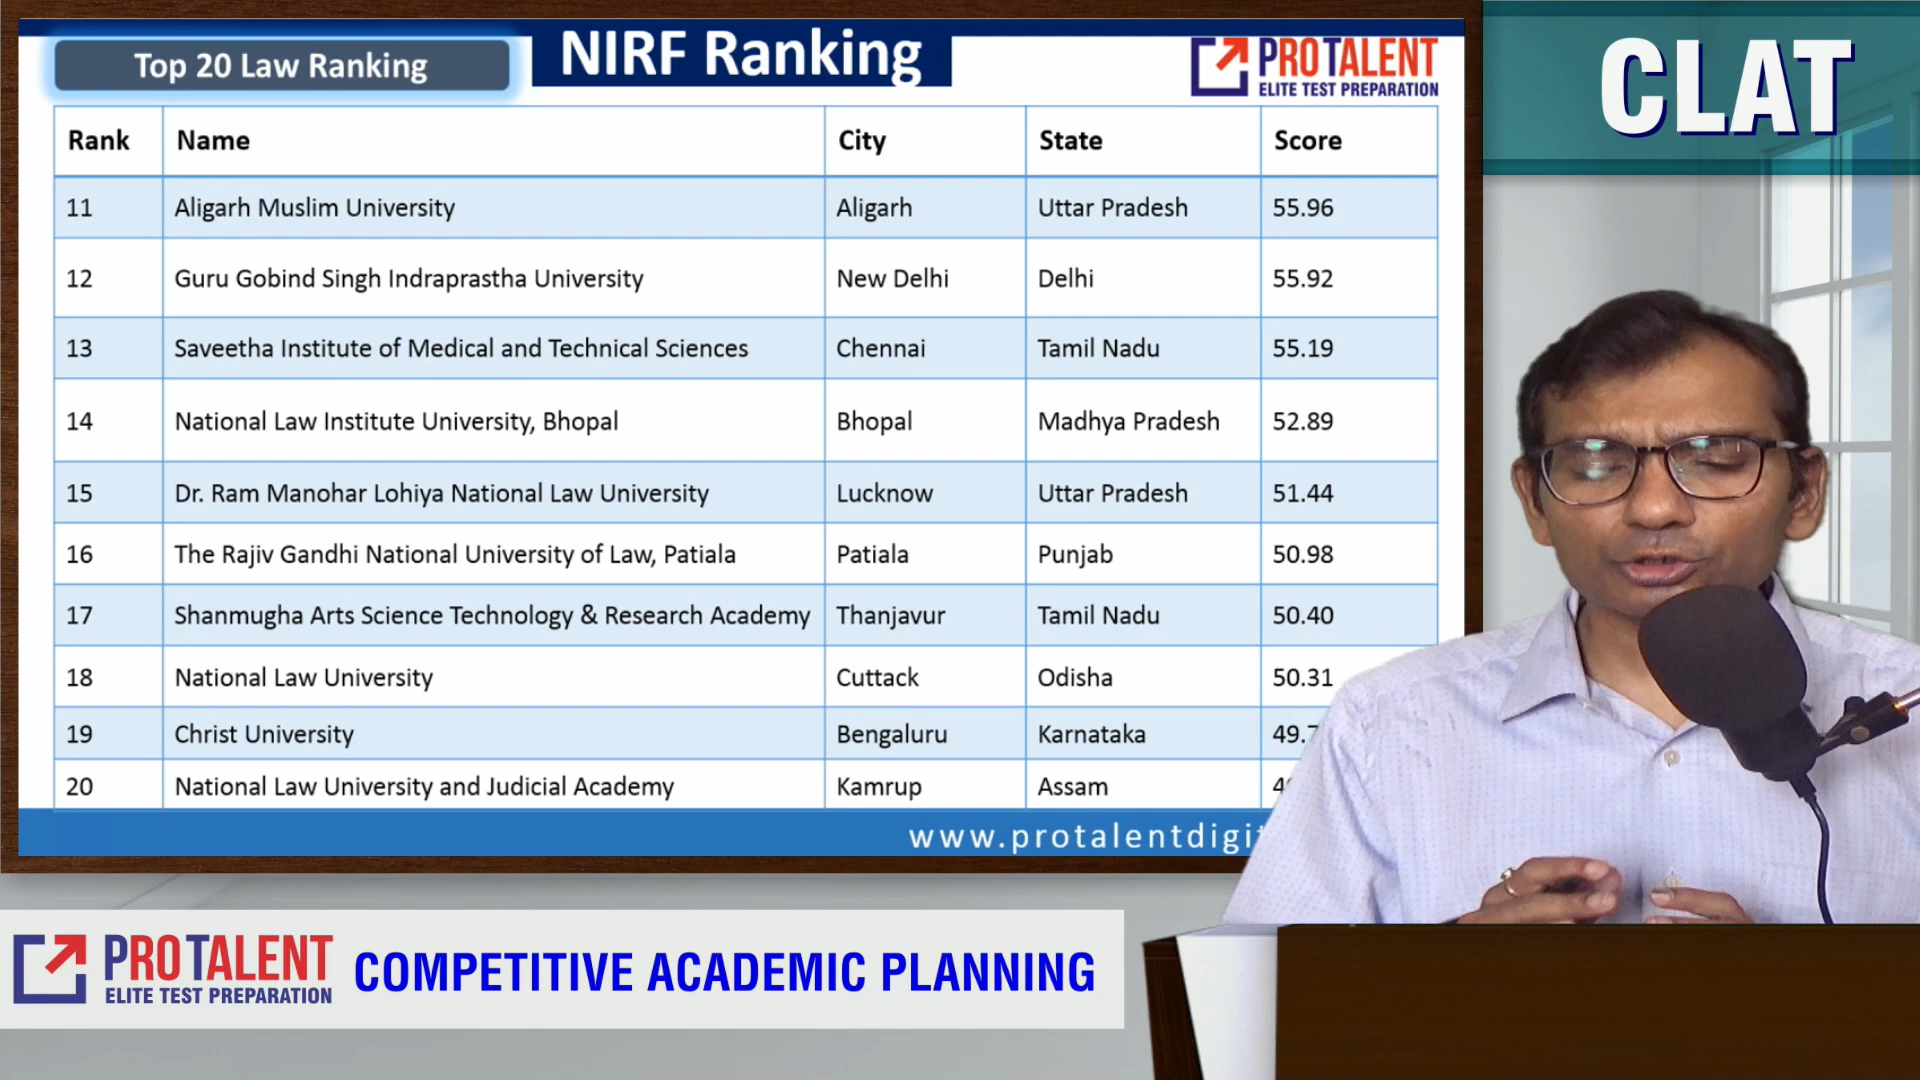 Top 20 Law Ranking
NIRF Ranking
PROTALENT
ELITE TEST PREPARATION
CLAT
Rank Name City State Score
11 Aligarh Muslim University Aligarh Uttar Pradesh 55.96
12 Guru Gobind Singh Indraprastha University New Delhi Delhi 55.92
13 Saveetha Institute of Medical and Technical Sciences Chennai Tamil Nadu 55.19
14 National Law Institute University, Bhopal Bhopal Madhya Pradesh 52.89
15 Dr. Ram Manohar Lohiya National Law University Lucknow Uttar Pradesh 51.44
16 The Rajiv Gandhi National University of Law, Patiala Patiala Punjab 50.98
17 Shanmugha Arts Science Technology & Research Academy Thanjavur Tamil Nadu 50.40
18 National Law University Cuttack Odisha 50.31
19 Christ University Bengaluru Karnataka
20 National Law University and Judicial Academy Kamrup Assam
PROTALENT
ELITE TEST PREPARATION
COMPETITIVE ACADEMIC PLANNING